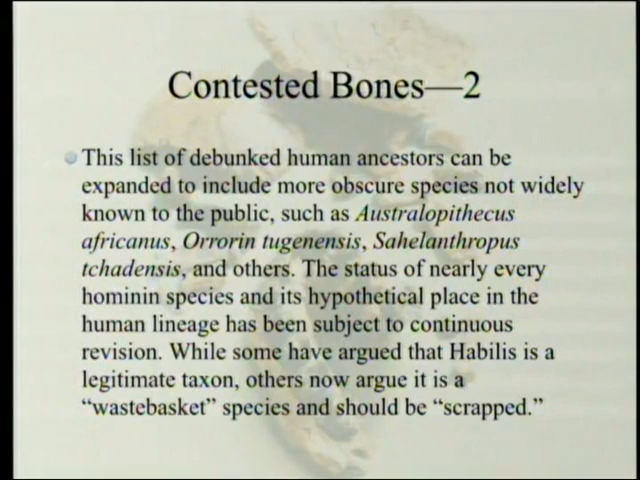 Contested Bones—2
This list of debunked human ancestors can be
expanded to include more obscure species not widely
known to the public, such as Australopithecus
africanus, Orrorin tugenensis, Sahelanthropus
tchadensis, and others. The status of nearly every
hominin species and its hypothetical place in the
human lineage has been subject to continuous
revision. While some have argued that Habilis is a
legitimate taxon, others now argue it is a
“wastebasket” species and should be “scrapped.”